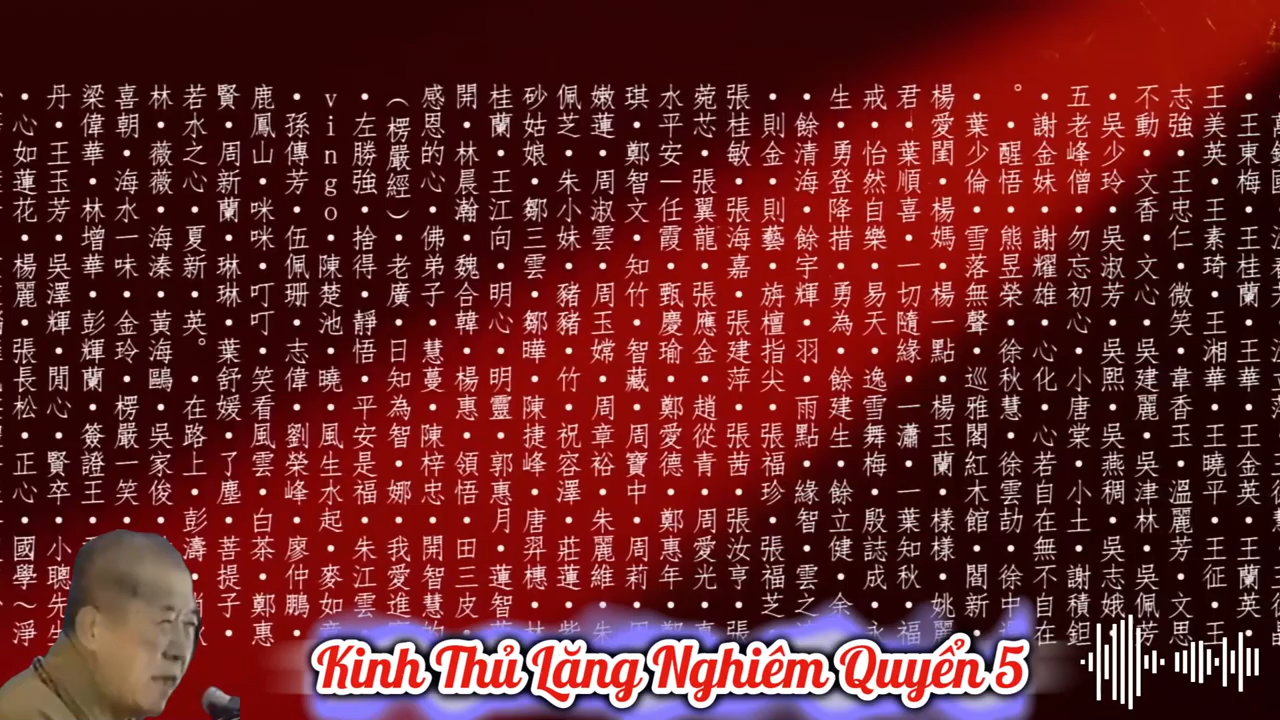 ・王東梅・王桂蘭・王華・王金英・王蘭英・
王美英・王素琦・王湘華・王曉平・王征・王
志強・王忠仁・微笑・韋香玉・溫麗芳・文思
不動・文香・文心・吳建麗・吳津林・吳佩芳
・吳少玲・吳淑芳・吳熙・吳燕稠・吳志娥・
五老峰僧・勿忘初心・小唐棠・小土・謝積鉅
・謝金妹・謝耀雄・心化・心若自在無不自在
。・醒悟・熊昱榮・徐秋慧・徐雲劼・徐中
・葉少倫・雪落無聲・巡雅閣紅木館・閻新
楊愛閨・楊媽・楊一點・楊玉蘭・樣樣・姚麗
君・葉順喜・一切隨緣・一瀟・一葉知秋・福
戒・怡然自樂・易天・逸雪舞梅・殷誌成・永
生・勇登降措・勇為・餘建生・餘立健・余
・餘清海・餘宇輝・羽・雨點・緣智・雲之
・則金・則藝・旃檀指尖・張福珍・張福芝・
張桂敏・張海嘉・張建萍・張茜・張汝亨・張
菀芯・張翼龍・張應金・趙從青・周愛光・
水平安一任霞・甄慶瑜・鄭愛德・鄭惠年・
琪・鄭智文・知竹・智藏・周寶中・周莉・
嫩蓮・周淑雲・周玉嫦・周章裕・朱麗維・朱
佩芝・朱小妹・豬豬・竹・祝容澤・莊蓮・紫
砂姑娘・鄒三雲・鄒曄・陳捷峰・唐羿橞・林
桂蘭・王江向・明心・明靈・郭惠月・蓮智
開・林晨瀚・魏合韓・楊惠・領悟・田三皮・
感恩的心・佛弟子・慧蔓・陳梓忠・開智慧的
（楞嚴經）・老廣・日知為智・娜・我愛進
・左勝強・捨得・靜悟・平安是福・朱江雲
vingo・陳楚池・曉・風生水起・麥如
・孫傳芳・伍佩珊・志偉・劉榮峰・廖仲鵬・
鹿鳳山・咪咪・叮叮・笑看風雲・白茶・鄭惠
賢・周新蘭・琳琳・葉舒媛・了塵・菩提子・
若水之心・夏新・英。・在路上・彭濤・
林・薇薇・海溱・黃海鷗・吳家俊・
喜朝・海水一味・金玲・楞嚴一笑・
梁偉華・林增華・彭輝蘭・簽證王・
丹・王玉芳・吳澤輝・閒心・賢卒・小聰先生
・心如蓮花・楊麗・張長松・正心・國學～淨
Kinh Thủ Lăng Nghiêm Quyển 5